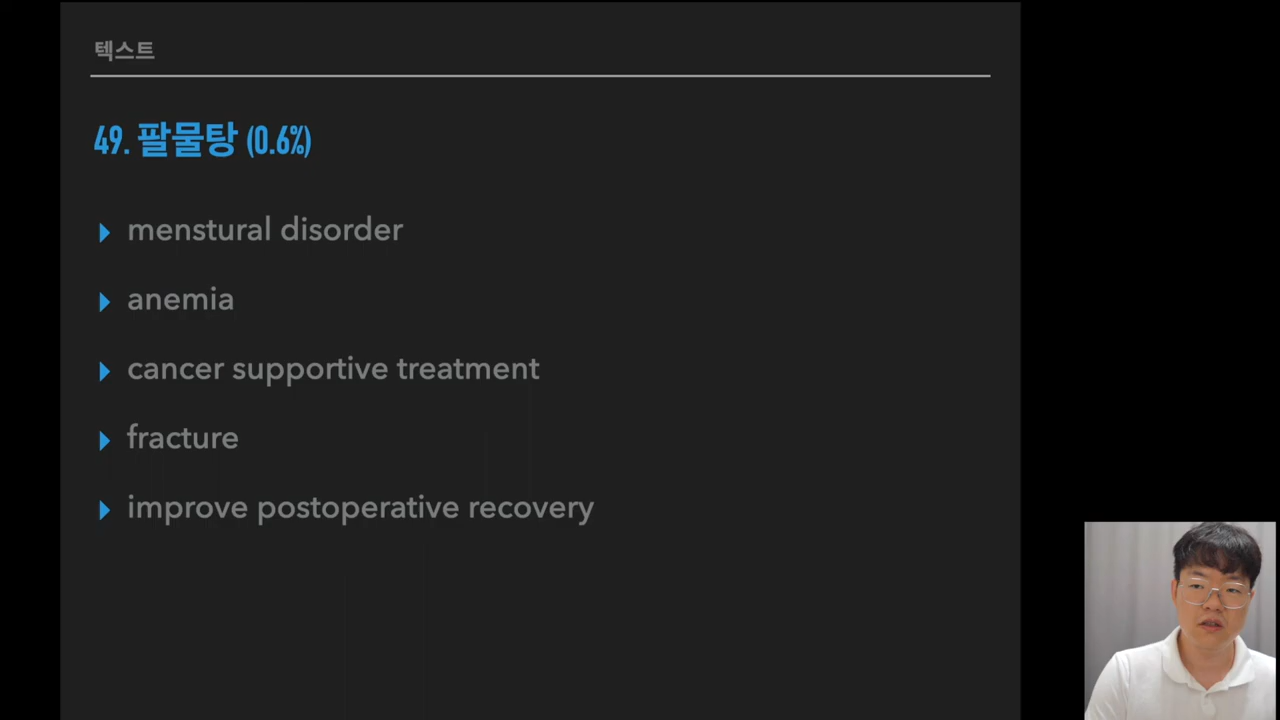 텍스트
49. 팔물탕 (0.6%)
menstural disorder
anemia
cancer supportive treatment
fracture
improve postoperative recovery